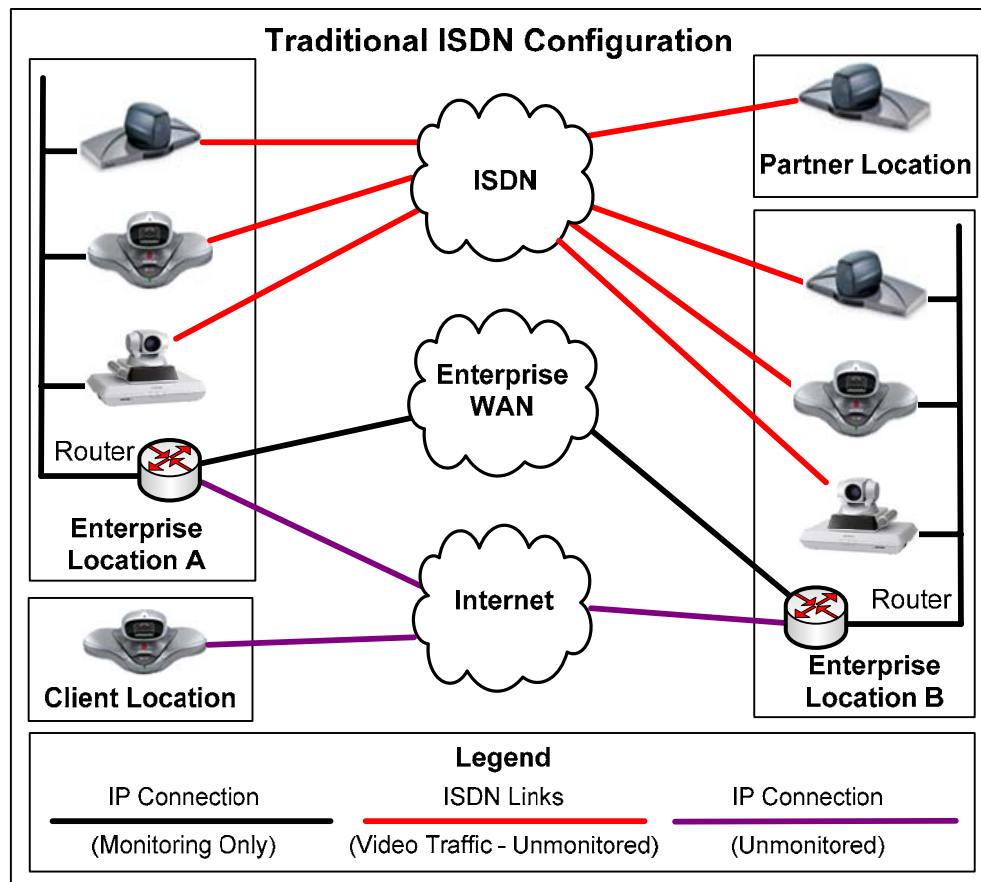 Traditional ISDN Configuration
ISDN
Partner Location
Enterprise
WAN
Router
Enterprise
Location A
Internet
Router
Client Location
Enterprise
Location B
Legend
IP Connection
(Monitoring Only)
ISDN Links
(Video Traffic - Unmonitored)
IP Connection
(Unmonitored)